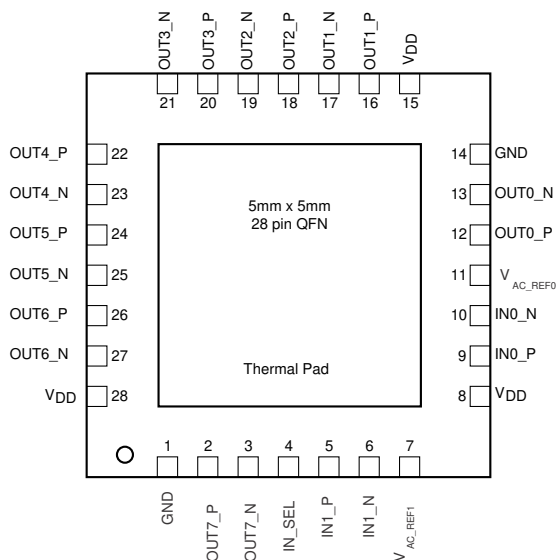 OUT3_N
OUT3_P
OUT2_N
OUT2_P
OUT1_N
OUT1_P
VDD
21
20
19
18
17
16
15
OUT4_P 22
OUT4_N 23
OUT5_P 24
OUT5_N 25
OUT6_P 26
OUT6_N 27
VDD 28
5mm x 5mm
28 pin QFN
Thermal Pad
14 GND
13 OUT0_N
12 OUT0_P
11 VAC_REF0
10 IN0_N
9 IN0_P
8 VDD
1
2
3
4
5
6
7
GND
OUT7_P
OUT7_N
IN_SEL
IN1_P
IN1_N
VAC_REF1